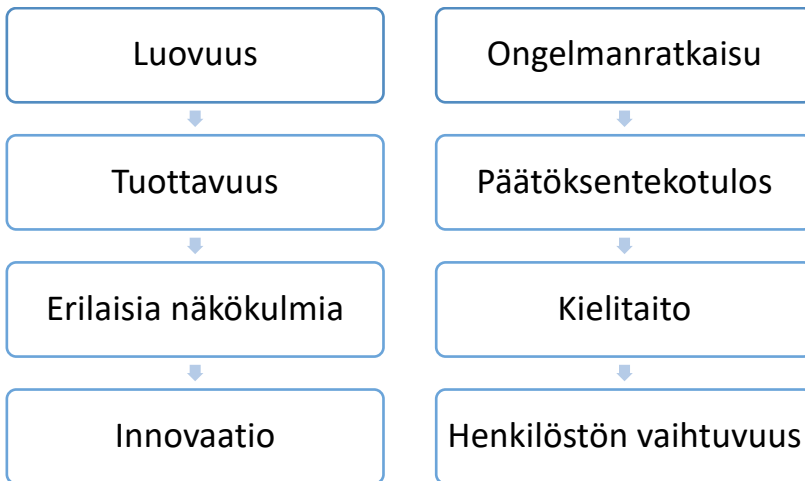 Luovuus
Tuottavuus
Erilaisia näkökulmia
Innovaatio
Ongelmanratkaisu
Päätöksentekotulos
Kielitaito
Henkilöstön vaihtuvuus